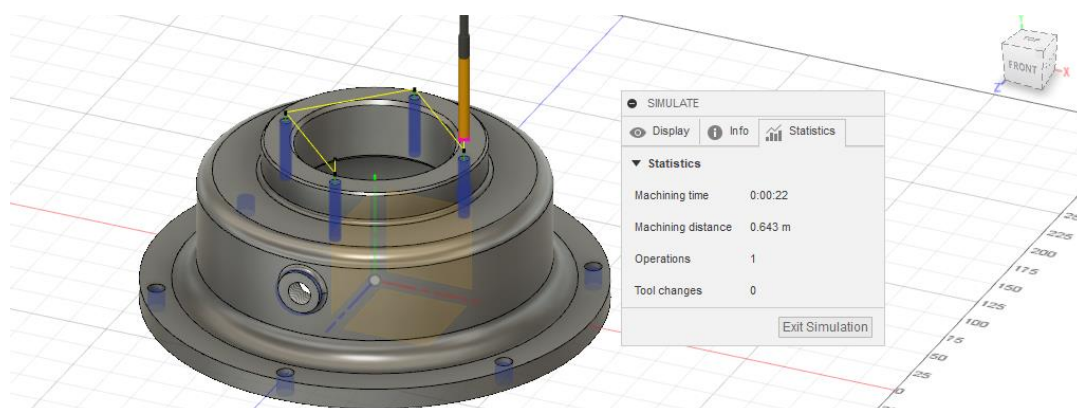 TOP
FRONT
Y
X
Z
SIMULATE
Display
Info
Statistics
Statistics
Machining time 0:00:22
Machining distance 0.643 m
Operations 1
Tool changes 0
Exit Simulation
225
200
175
150
125
100
75
50
25
0